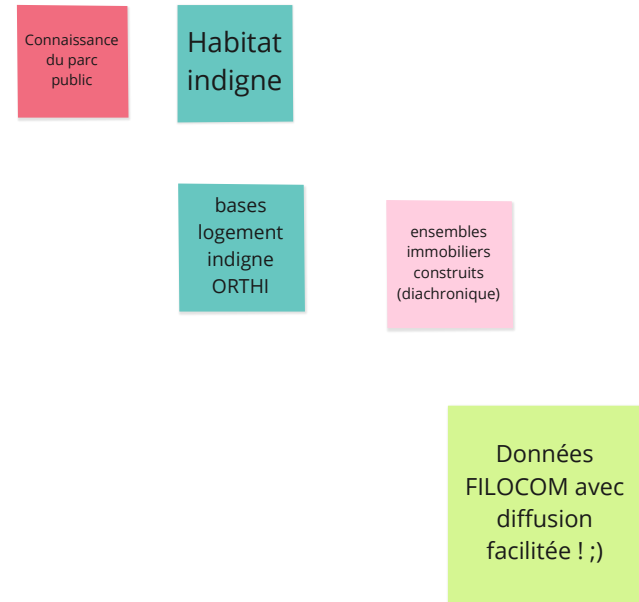 Connaissance
du parc
public
Habitat
indigne
bases
logement
indigne
ORTHI
ensembles
immobiliers
construits
(diachronique)
Données
FILOCOM avec
diffusion
facilitée ! ;)